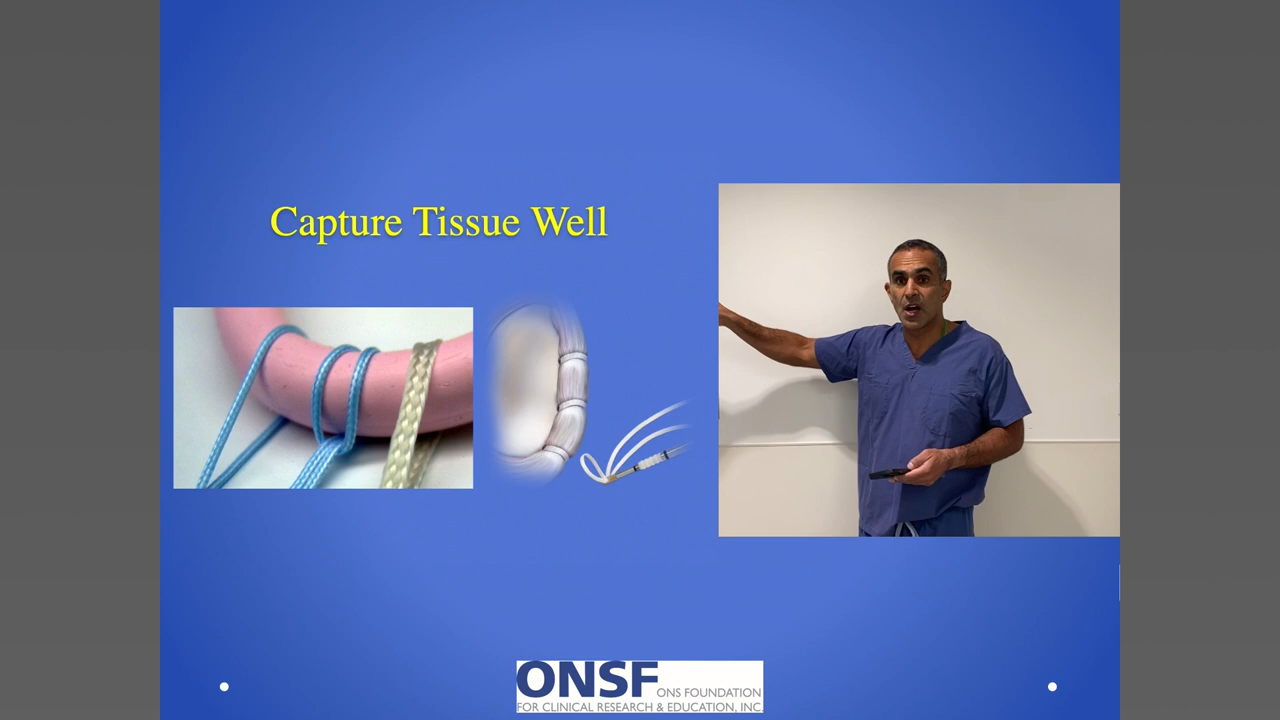 Capture Tissue Well
ONSF ONS FOUNDATION
FOR CLINICAL RESEARCH & EDUCATION, INC.